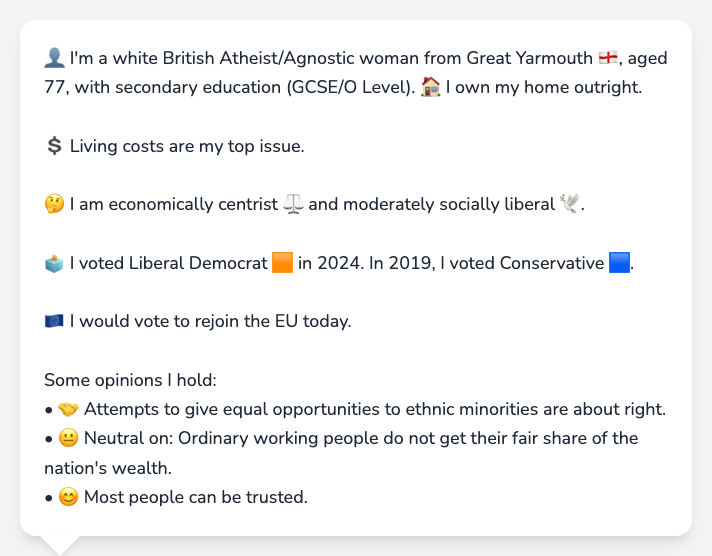 👤 I'm a white British Atheist/Agnostic woman from Great Yarmouth 🏴󠁧󠁢󠁥󠁮󠁧󠁿, aged
77, with secondary education (GCSE/O Level). 🏠 I own my home outright.
💲 Living costs are my top issue.
🤔 I am economically centrist ⚖️ and moderately socially liberal 🕊️.
🗳️ I voted Liberal Democrat 🟧 in 2024. In 2019, I voted Conservative 🟦.
🇪🇺 I would vote to rejoin the EU today.
Some opinions I hold:
• 🤝 Attempts to give equal opportunities to ethnic minorities are about right.
• 😐 Neutral on: Ordinary working people do not get their fair share of the
nation's wealth.
• 😊 Most people can be trusted.